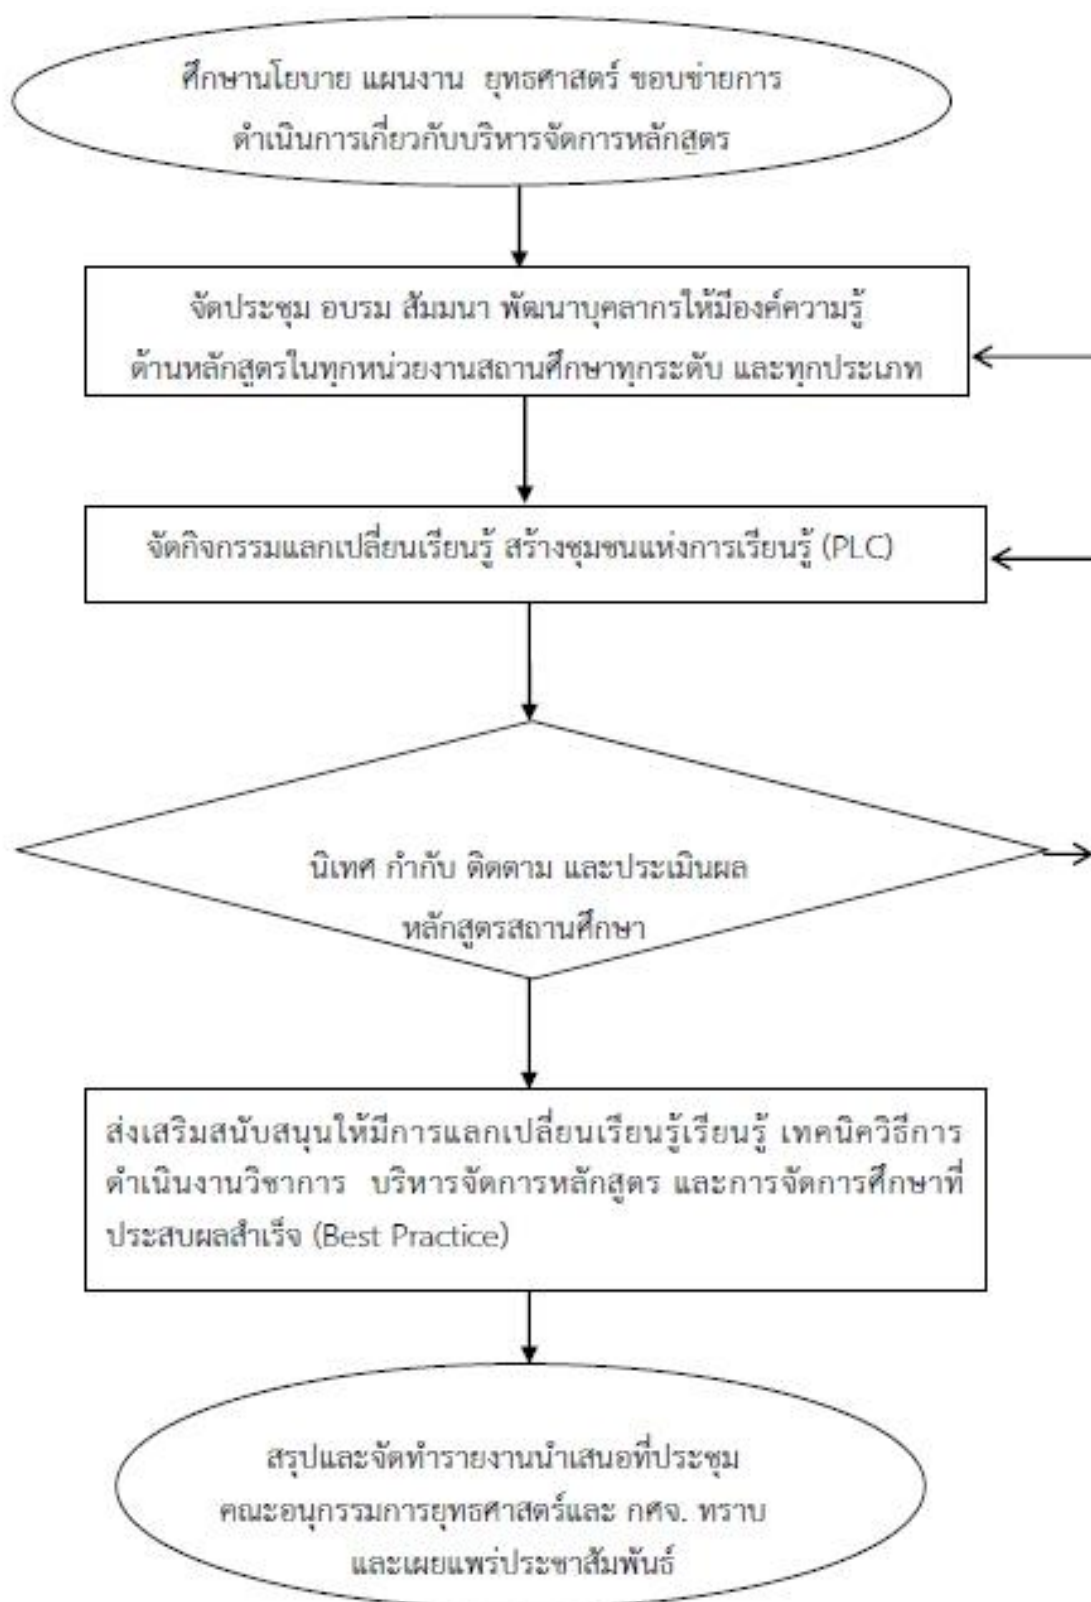 ศึกษานโยบาย แผนงาน ยุทธศาสตร์ ขอบข่ายการ
ดำเนินการเกี่ยวกับบริหารจัดการหลักสูตร
จัดประชุม อบรม สัมมนา พัฒนาบุคลากรให้มีองค์ความรู้
ด้านหลักสูตรในทุกหน่วยงานสถานศึกษาทุกระดับ และทุกประเภท
จัดกิจกรรมแลกเปลี่ยนเรียนรู้ สร้างชุมชนแห่งการเรียนรู้ (PLC)
นิเทศ กำกับ ติดตาม และประเมินผล
หลักสูตรสถานศึกษา
ส่งเสริมสนับสนุนให้มีการแลกเปลี่ยนเรียนรู้เรียนรู้ เทคนิควิธีการ
ดำเนินงานวิชาการ บริหารจัดการหลักสูตร และการจัดการศึกษาที่
ประสบผลสำเร็จ (Best Practice)
สรุปและจัดทำรายงานนำเสนอที่ประชุม
คณะอนุกรรมการยุทธศาสตร์และ กศจ. ทราบ
และเผยแพร่ประชาสัมพันธ์